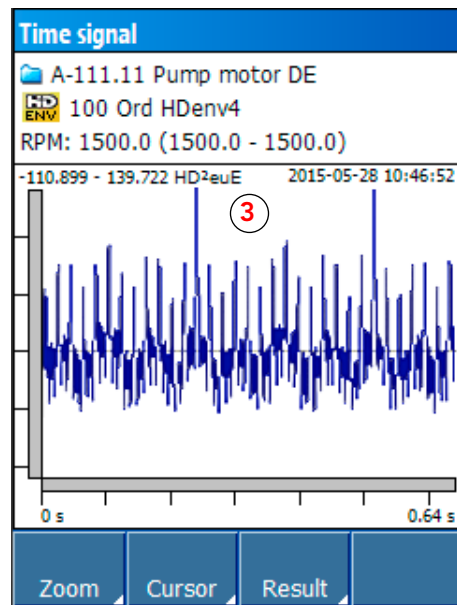 Time signal
A-111.11 Pump motor DE
HD ENV 100 Ord HDenv4
RPM: 1500.0 (1500.0 - 1500.0)
-110.899 - 139.722 HD²euE 2015-05-28 10:46:52
3
0 s 0.64 s
Zoom Cursor Result